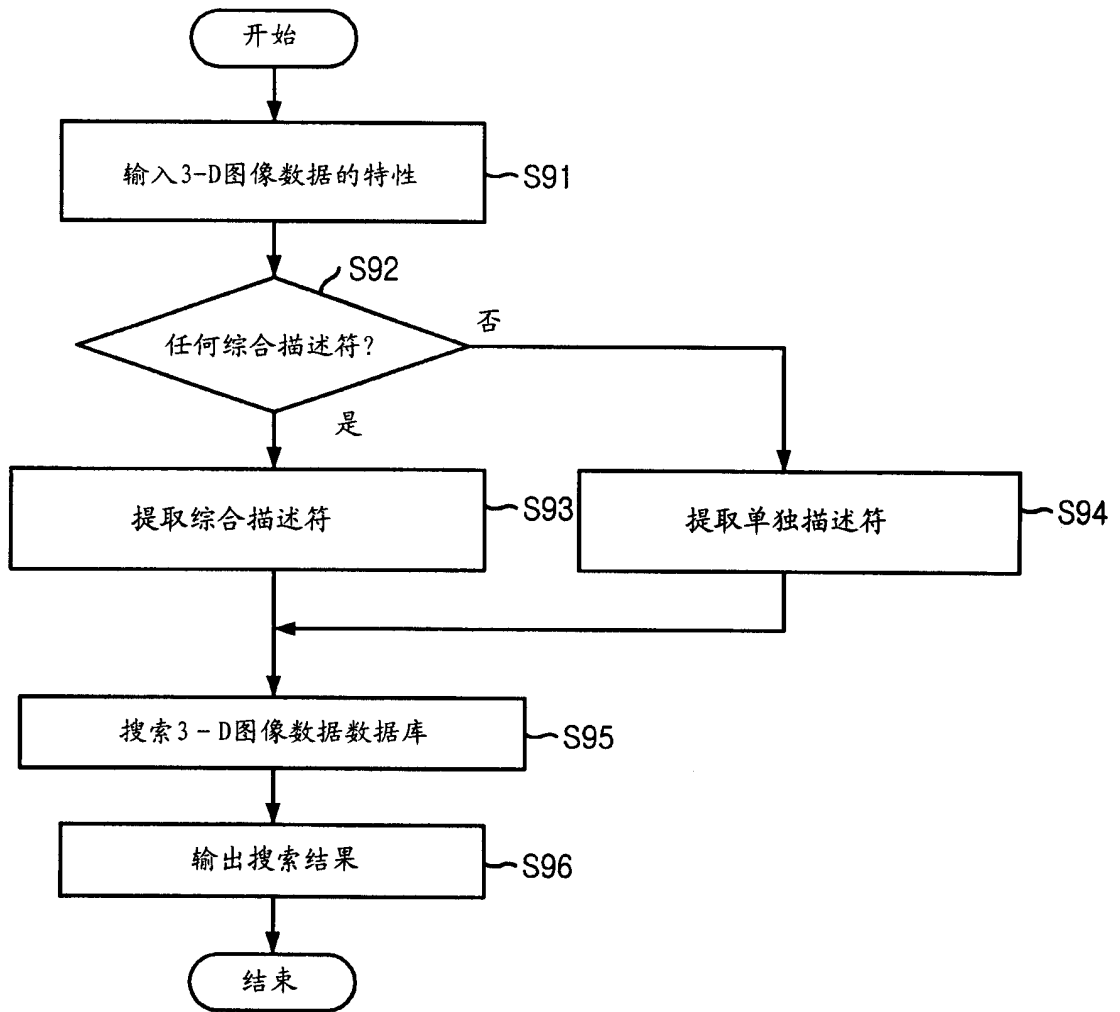 开始
输入3-D图像数据的特性
S91
S92
任何综合描述符?
否
是
提取综合描述符
S93
提取单独描述符
S94
搜索3-D图像数据数据库
S95
输出搜索结果
S96
结束